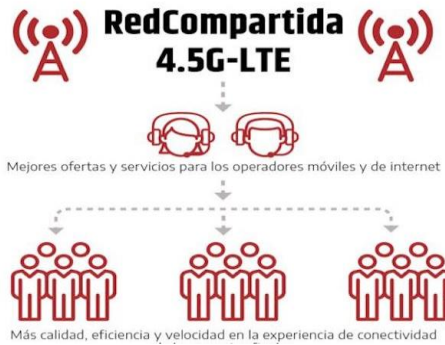 RedCompartida
4.5G-LTE
Mejores ofertas y servicios para los operadores móviles y de internet
Más calidad, eficiencia y velocidad en la experiencia de conectividad